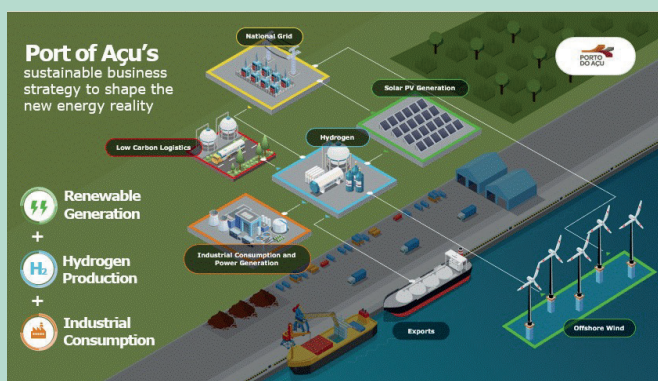 Port of Açu's
sustainable business
strategy to shape the
new energy reality
National Grid
PORTO
DO AÇU
Solar PV Generation
Low Carbon Logistics
Hydrogen
Renewable
Generation
+
H₂
Hydrogen
Production
+
Industrial
Consumption
Industrial Consumption and
Power Generation
Exports
Offshore Wind